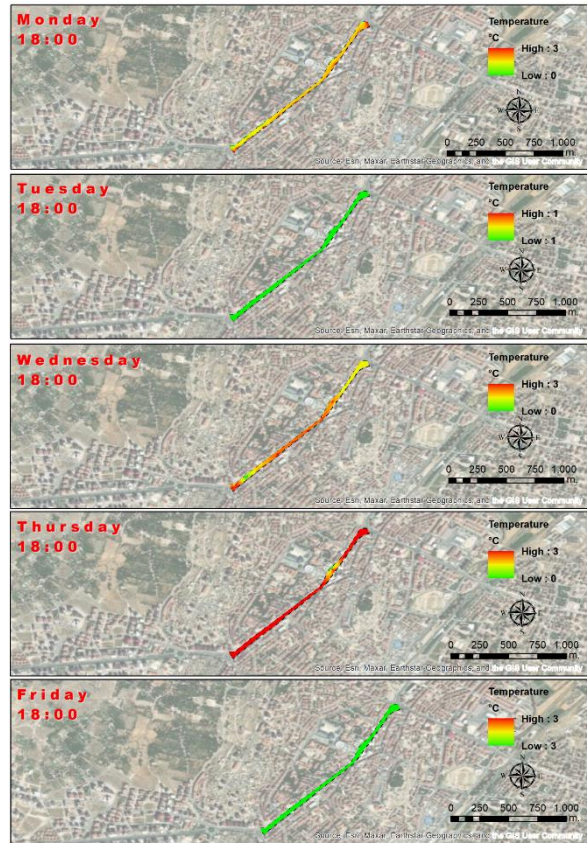 Monday
18:00
Temperature
°C
High : 3
Low : 0
N
W E
S
0 250 500 1.000
m.
Source: Esri, Maxar, Earthstar Geographics, and the GIS User Community
Tuesday
18:00
Temperature
°C
High : 1
Low : 1
N
W E
S
0 250 500 1.000
m.
Source: Esri, Maxar, Earthstar Geographics, and the GIS User Community
Wednesday
18:00
Temperature
°C
High : 3
Low : 0
N
W E
S
0 250 500 1.000
m.
Source: Esri, Maxar, Earthstar Geographics, and the GIS User Community
Thursday
18:00
Temperature
°C
High : 3
Low : 0
N
W E
S
0 250 500 1.000
m.
Source: Esri, Maxar, Earthstar Geographics, and the GIS User Community
Friday
18:00
Temperature
°C
High : 3
Low : 3
N
W E
S
0 250 500 1.000
m.
Source: Esri, Maxar, Earthstar Geographics, and the GIS User Community